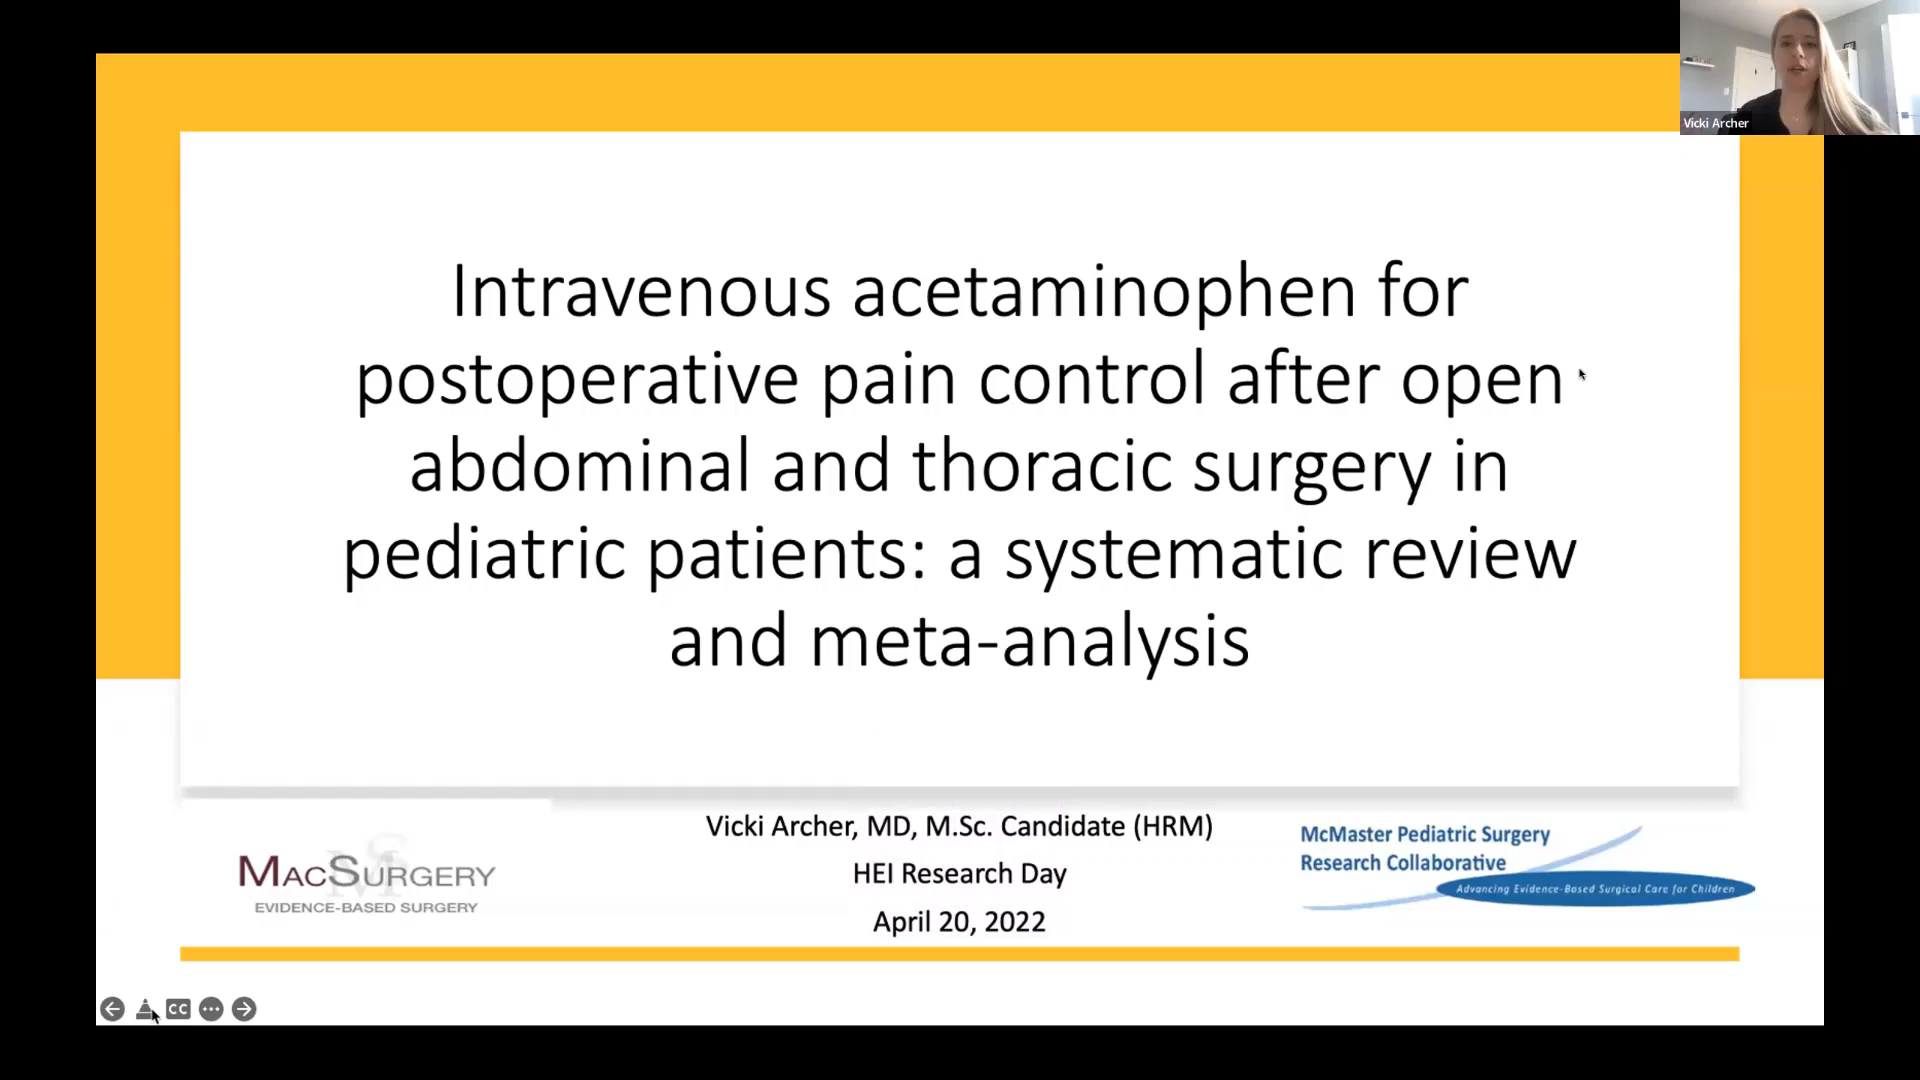 Vicki Archer
Intravenous acetaminophen for
postoperative pain control after open
abdominal and thoracic surgery in
pediatric patients: a systematic review
and meta-analysis
MACSURGERY
EVIDENCE-BASED SURGERY
Vicki Archer, MD, M.Sc. Candidate (HRM)
HEI Research Day
April 20, 2022
McMaster Pediatric Surgery
Research Collaborative
Advancing Evidence-Based Surgical Care for Children
CC